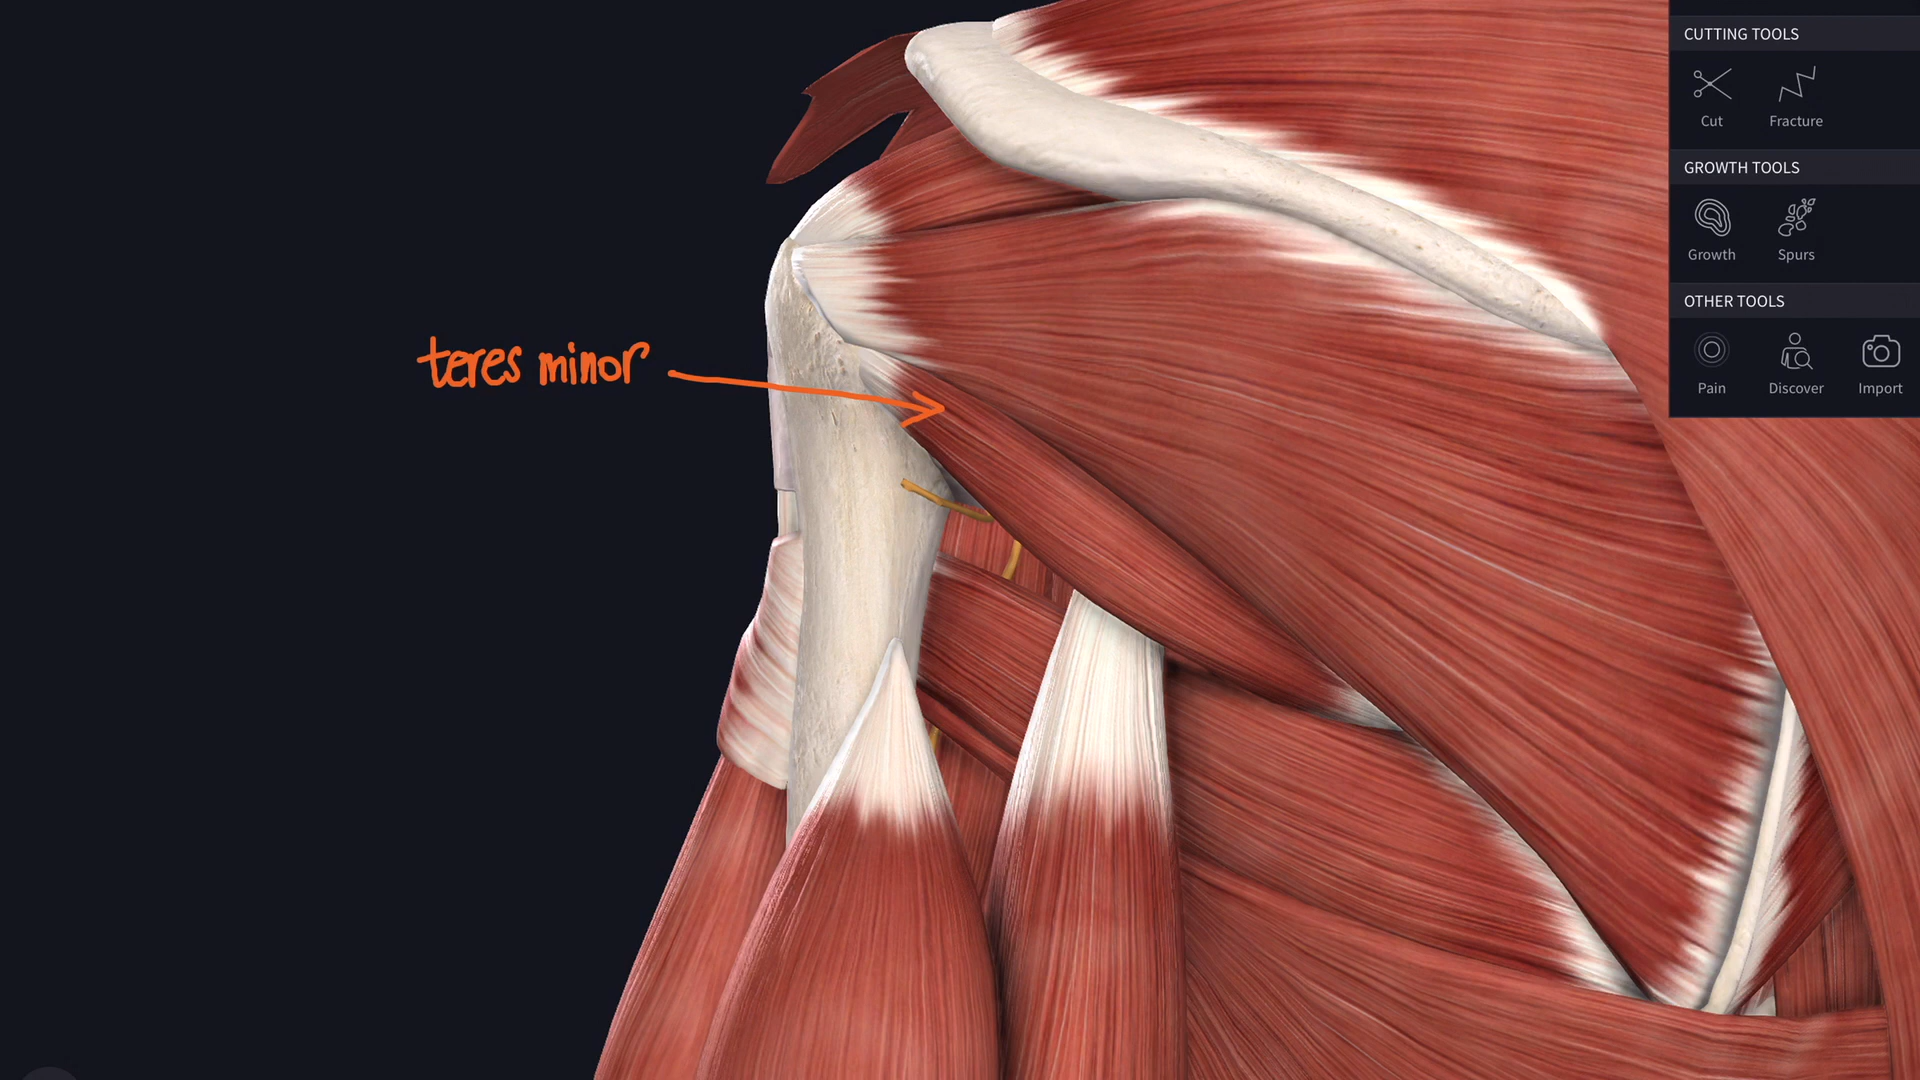 CUTTING TOOLS
Cut Fracture
GROWTH TOOLS
Growth Spurs
OTHER TOOLS
Pain Discover Import
teres minor